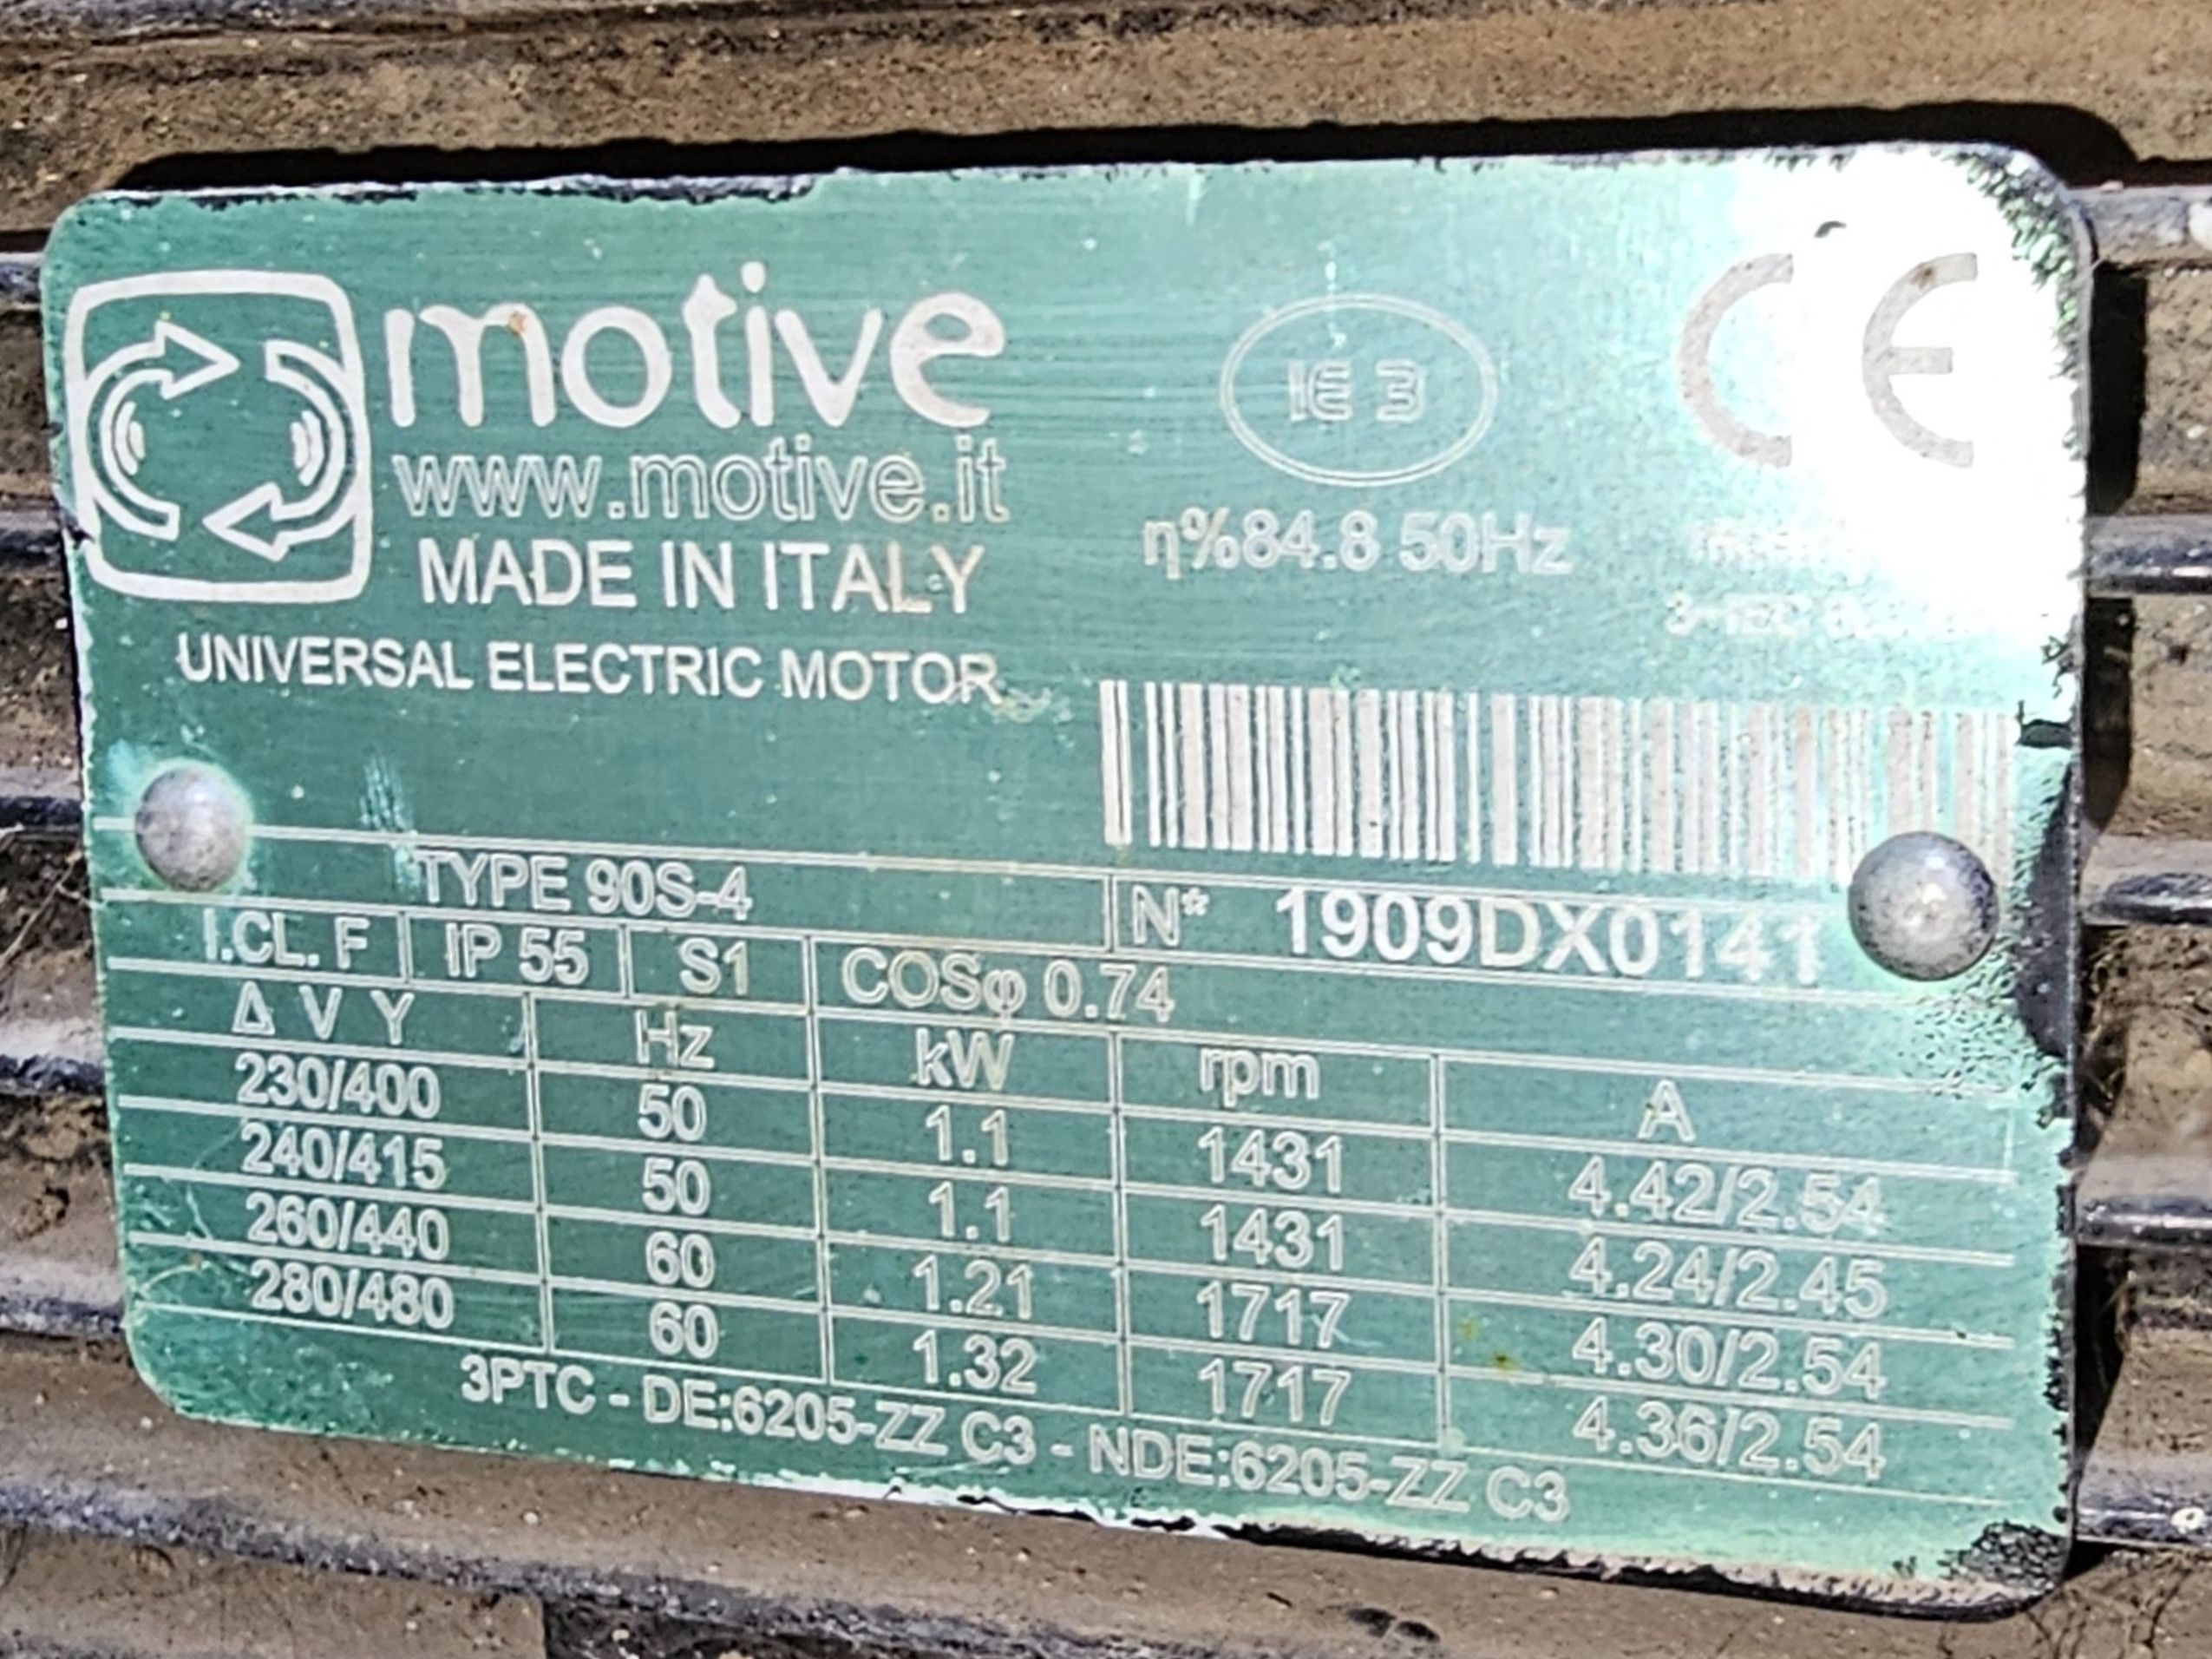 motive
www.motive.it
MADE IN ITALY
UNIVERSAL ELECTRIC MOTOR
IE 3
η%84.8 50Hz
CE
3~IEC
TYPE 90S-4 N* 1909DX0141
I.CL. F IP 55 S1 COSφ 0.74
Δ V Y Hz kW rpm A
230/400 50 1.1 1431 4.42/2.54
240/415 50 1.1 1431 4.24/2.45
260/440 60 1.21 1717 4.30/2.54
280/480 60 1.32 1717 4.36/2.54
3PTC - DE:6205-ZZ C3 - NDE:6205-ZZ C3